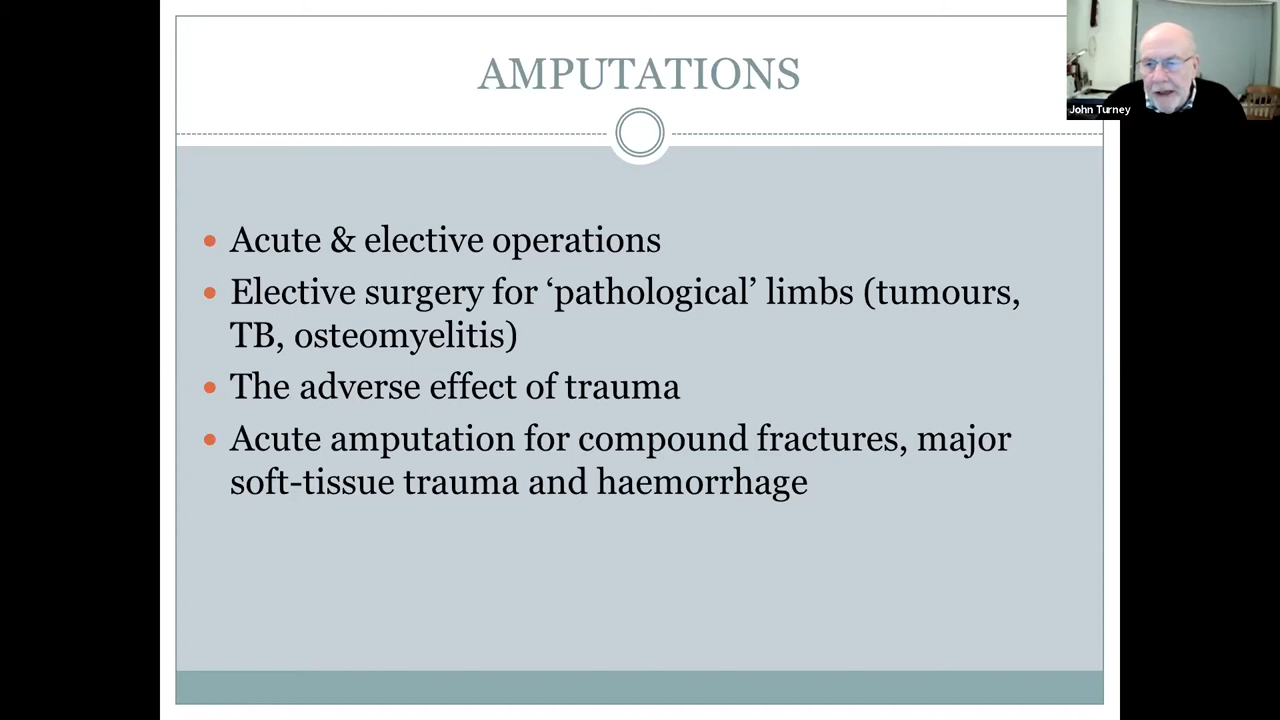 AMPUTATIONS
John Turney
• Acute & elective operations
• Elective surgery for ‘pathological’ limbs (tumours,
TB, osteomyelitis)
• The adverse effect of trauma
• Acute amputation for compound fractures, major
soft-tissue trauma and haemorrhage